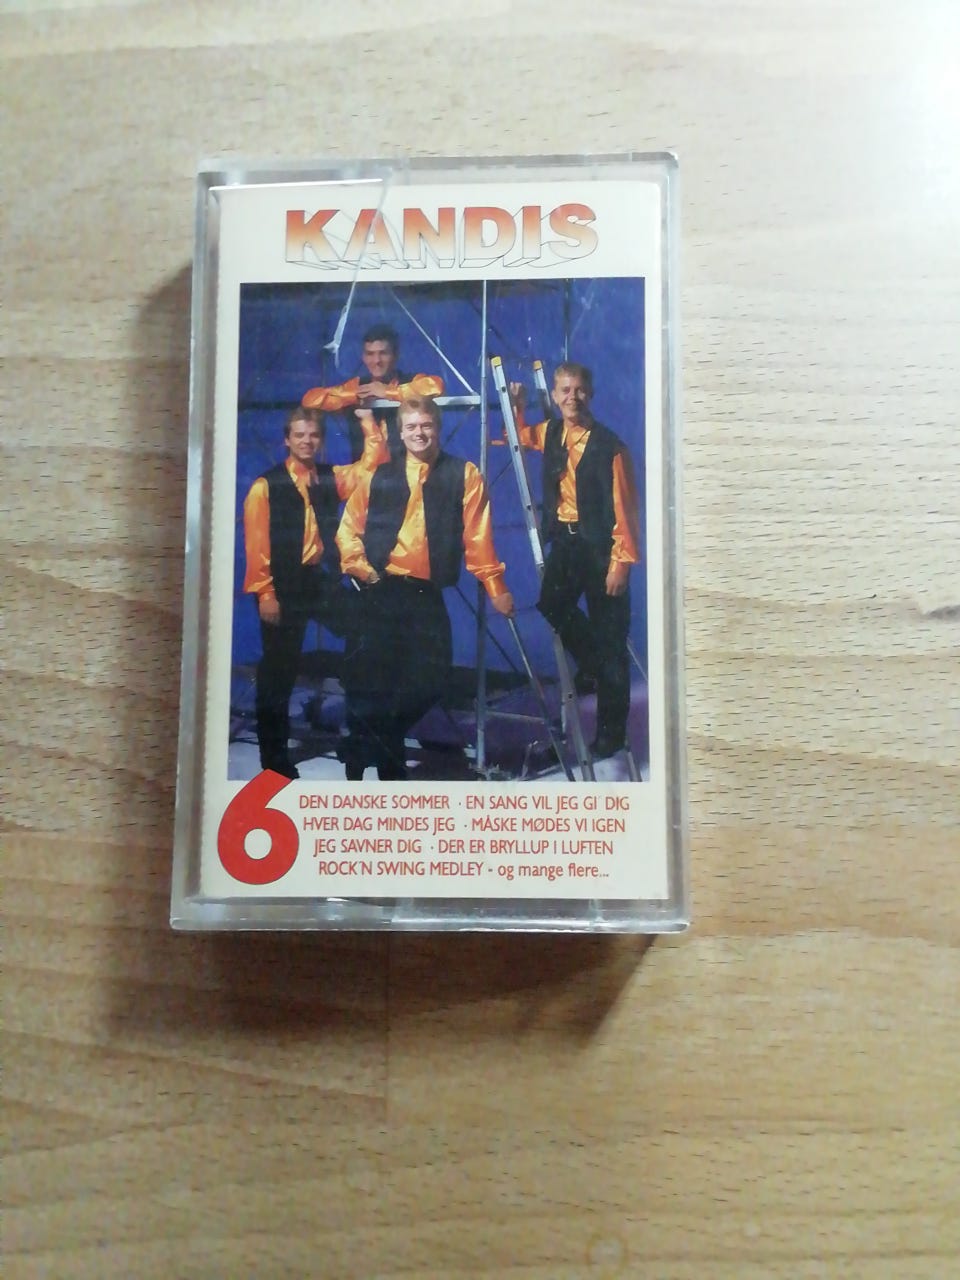 KANDIS
6
DEN DANSKE SOMMER · EN SANG VIL JEG GI' DIG
HVER DAG MINDES JEG · MÅSKE MØDES VI IGEN
JEG SAVNER DIG · DER ER BRYLLUP I LUFTEN
ROCK'N SWING MEDLEY - og mange flere...